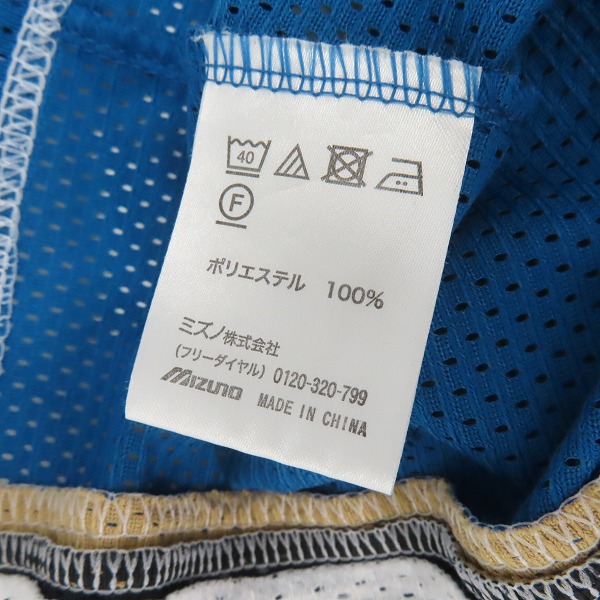 40
F
ポリエステル 100%
ミズノ株式会社
(フリーダイヤル) 0120-320-799
MIZUNO MADE IN CHINA